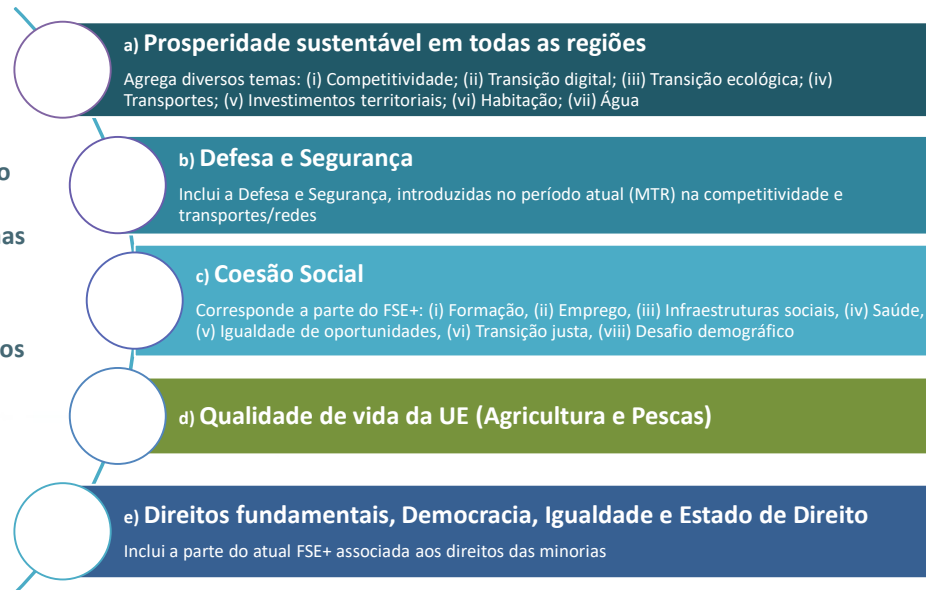 a) Prosperidade sustentável em todas as regiões
Agrega diversos temas: (i) Competitividade; (ii) Transição digital; (iii) Transição ecológica; (iv)
Transportes; (v) Investimentos territoriais; (vi) Habitação; (vii) Água
b) Defesa e Segurança
Inclui a Defesa e Segurança, introduzidas no período atual (MTR) na competitividade e
transportes/redes
c) Coesão Social
Corresponde a parte do FSE+: (i) Formação, (ii) Emprego, (iii) Infraestruturas sociais, (iv) Saúde,
(v) Igualdade de oportunidades, (vi) Transição justa, (viii) Desafio demográfico
d) Qualidade de vida da UE (Agricultura e Pescas)
e) Direitos fundamentais, Democracia, Igualdade e Estado de Direito
Inclui a parte do atual FSE+ associada aos direitos das minorias